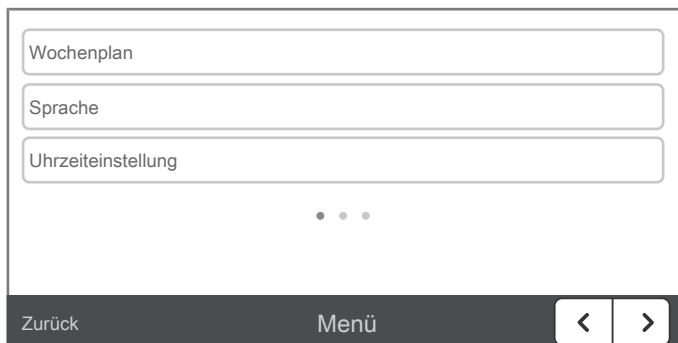 Wochenplan
Sprache
Uhrzeiteinstellung
Zurück Menü